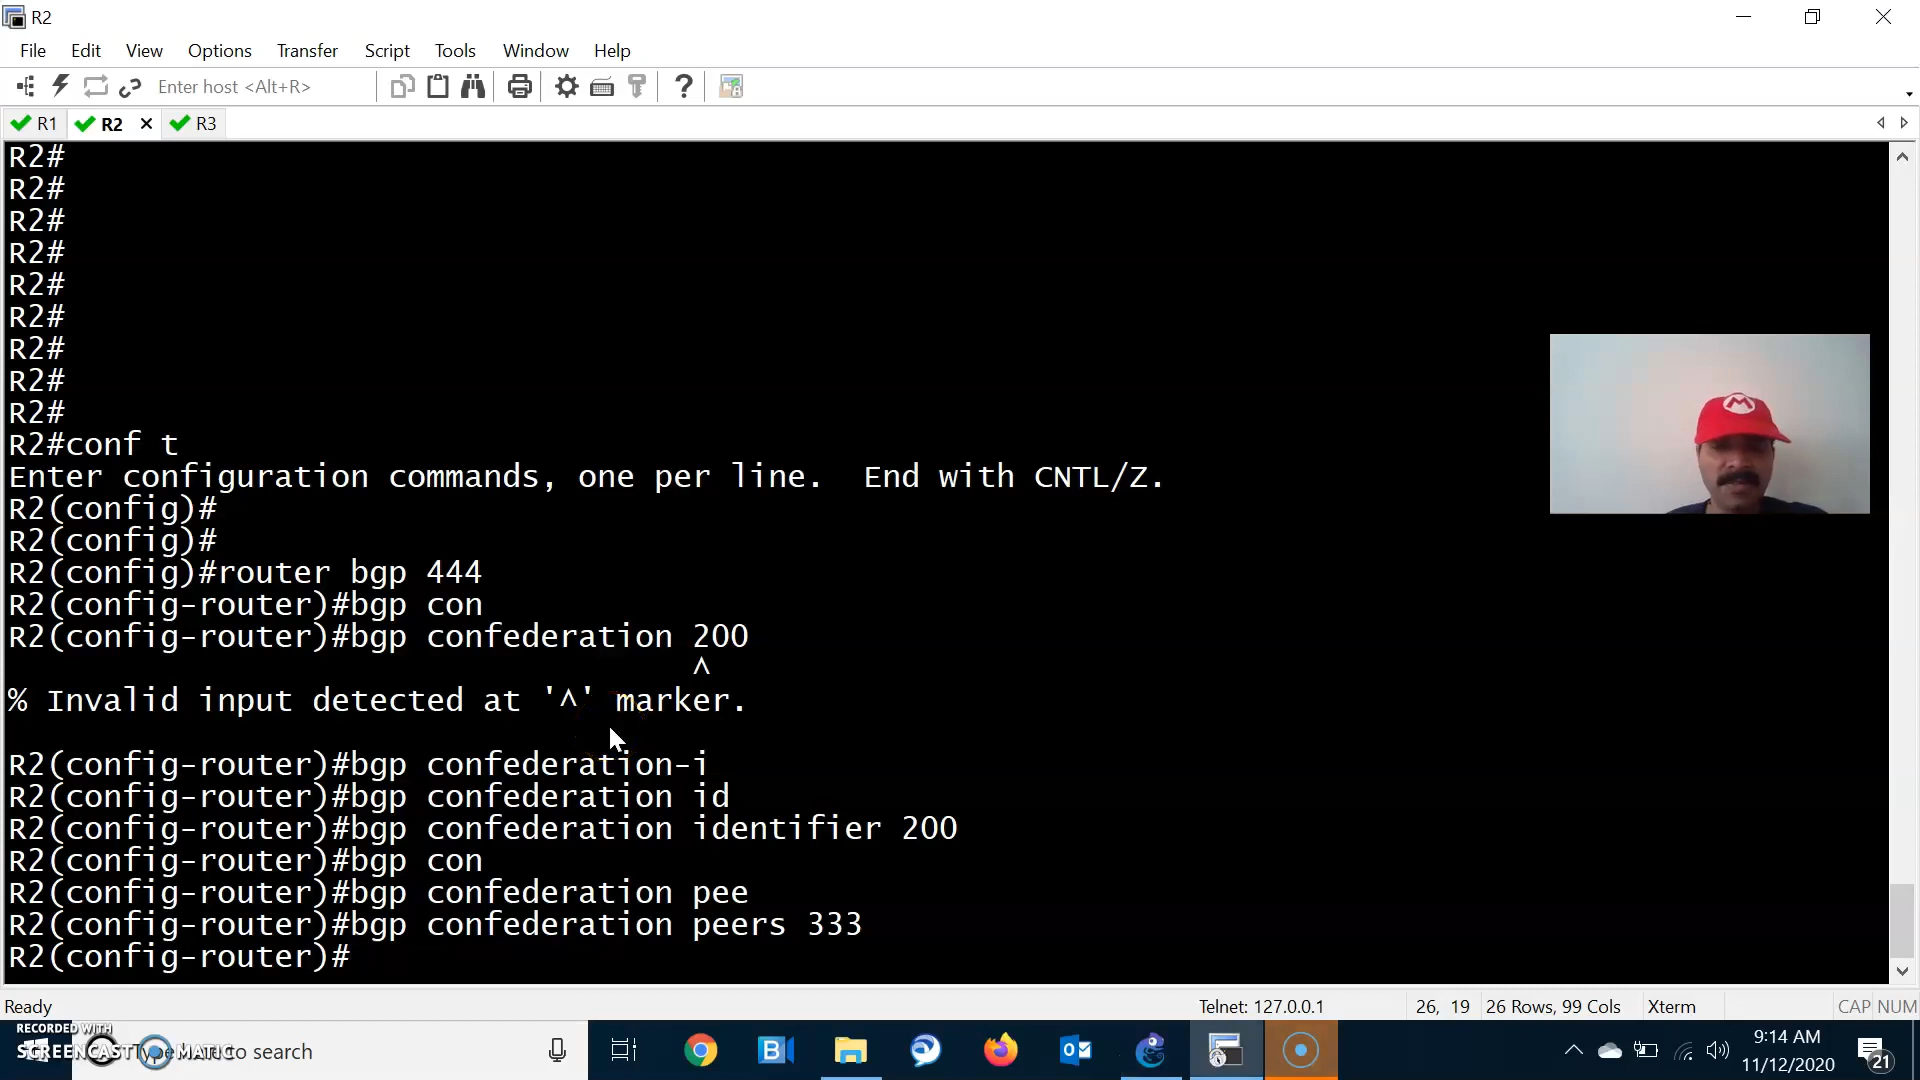 R2
File Edit View Options Transfer Script Tools Window Help
Enter host <Alt+R>
R1 R2 R3
R2#
R2#
R2#
R2#
R2#
R2#
R2#
R2#
R2#
R2#conf t
Enter configuration commands, one per line.  End with CNTL/Z.
R2(config)#
R2(config)#
R2(config)#router bgp 444
R2(config-router)#bgp con
R2(config-router)#bgp confederation 200
^
% Invalid input detected at '^' marker.
R2(config-router)#bgp confederation-i
R2(config-router)#bgp confederation id
R2(config-router)#bgp confederation identifier 200
R2(config-router)#bgp con
R2(config-router)#bgp confederation pee
R2(config-router)#bgp confederation peers 333
R2(config-router)#
Ready Telnet: 127.0.0.1 26, 19 26 Rows, 99 Cols Xterm CAP NUM
RECORDED WITH
SCREENCAST MATIC
to search
9:14 AM
11/12/2020
21